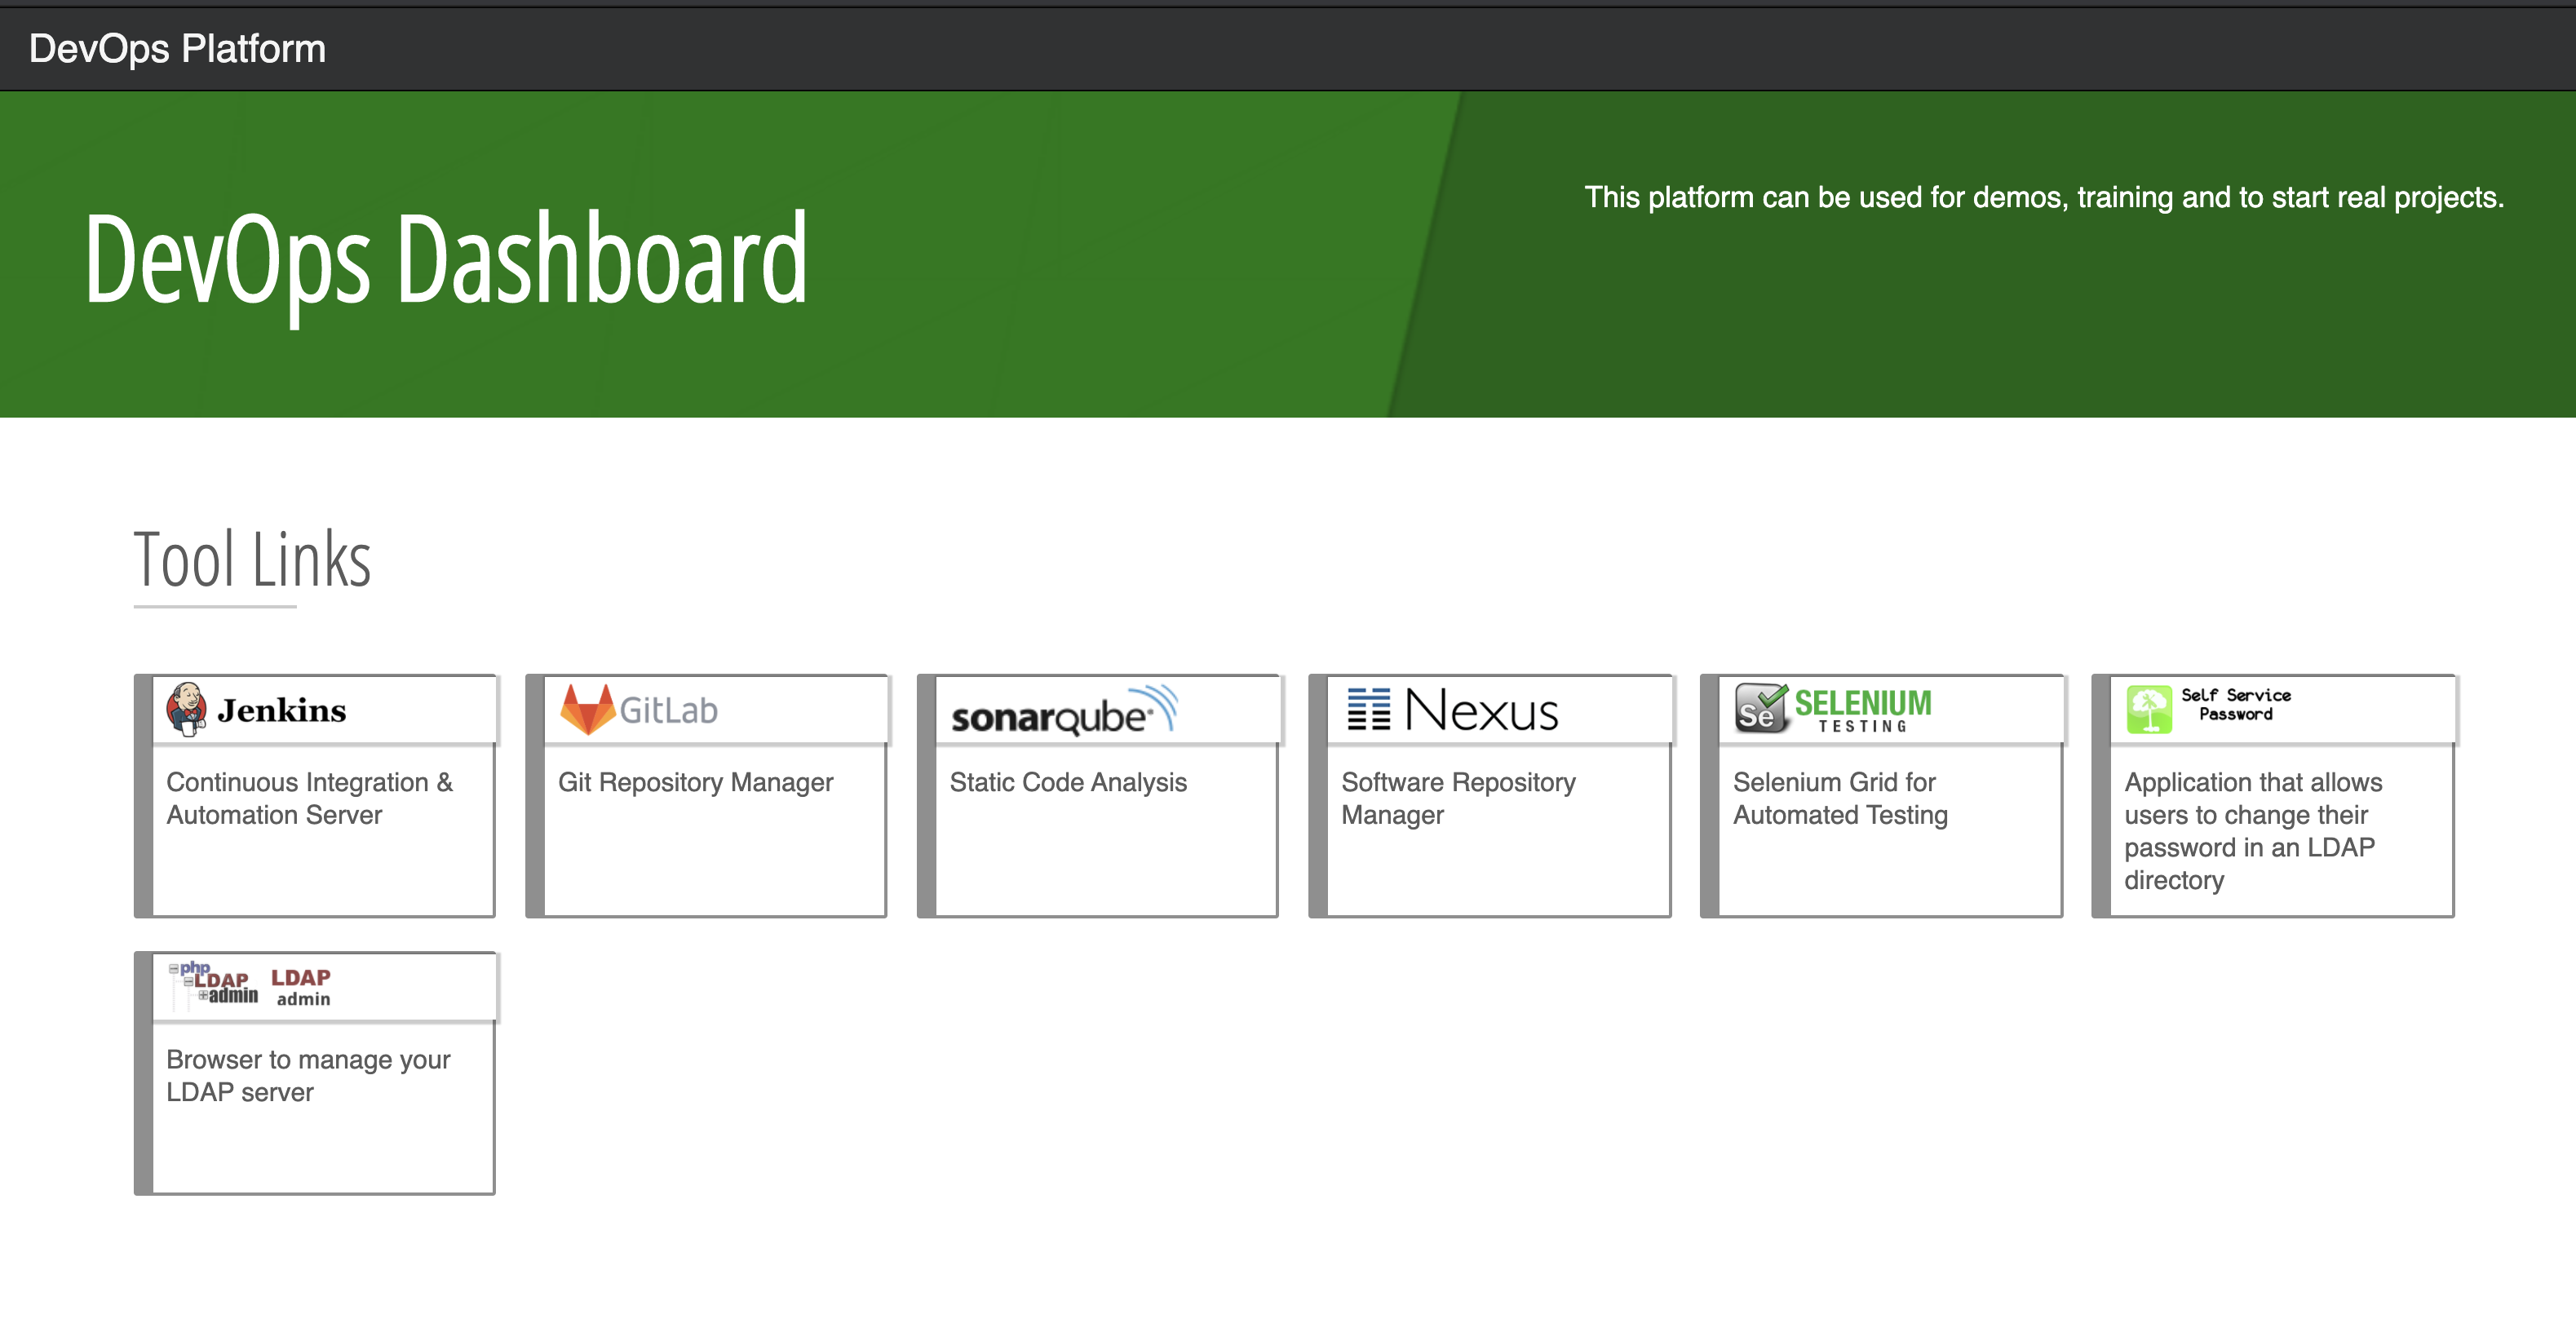 DevOps Platform
DevOps Dashboard
This platform can be used for demos, training and to start real projects.
Tool Links
Jenkins
Continuous Integration &
Automation Server
GitLab
Git Repository Manager
sonarqube
Static Code Analysis
Nexus
Software Repository
Manager
Se SELENIUM
TESTING
Selenium Grid for
Automated Testing
Self Service
Password
Application that allows
users to change their
password in an LDAP
directory
php
LDAP
admin
LDAP
admin
Browser to manage your
LDAP server